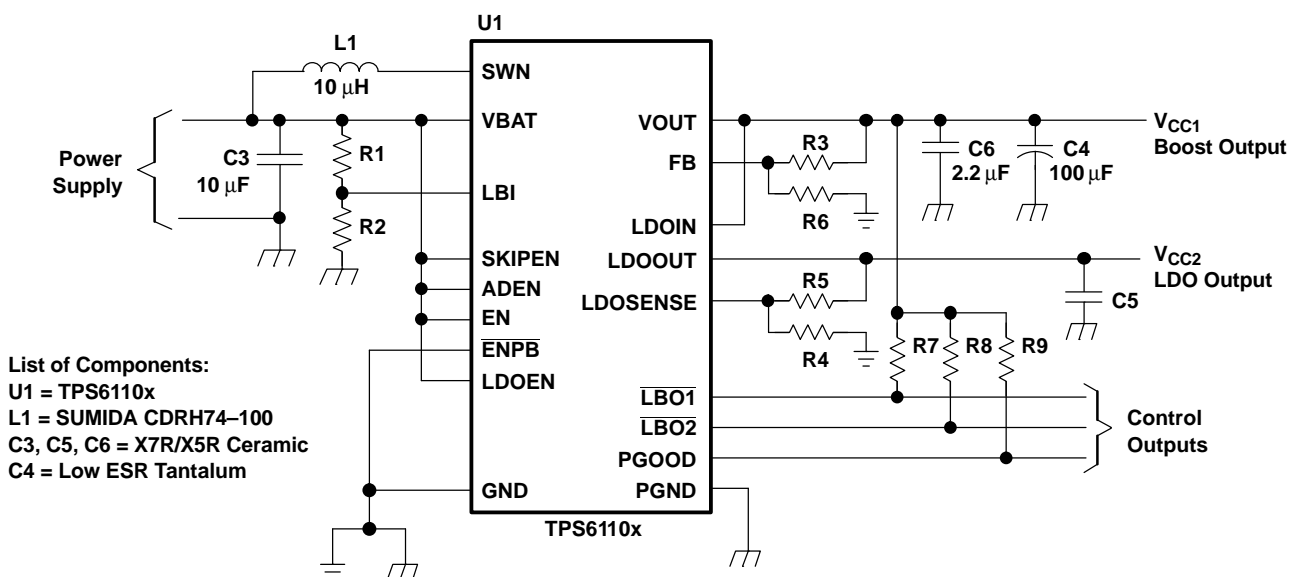 U1
L1
10 μH
SWN
VBAT
Power
Supply
C3
10 μF
R1
LBI
R2
SKIPEN
ADEN
EN
ENPB
LDOEN
GND
VOUT
FB
LDOIN
LDOOUT
LDOSENSE
LBO1
LBO2
PGOOD
PGND
TPS6110x
R3
R6
R5
R4
C6
2.2 μF
C4
100 μF
VCC1
Boost Output
VCC2
LDO Output
C5
R7
R8
R9
Control
Outputs
List of Components:
U1 = TPS6110x
L1 = SUMIDA CDRH74–100
C3, C5, C6 = X7R/X5R Ceramic
C4 = Low ESR Tantalum